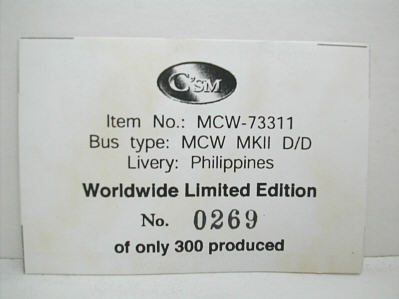 C'SM
Item No.: MCW-73311
Bus type: MCW MKII D/D
Livery: Philippines
Worldwide Limited Edition
No. 0269
of only 300 produced